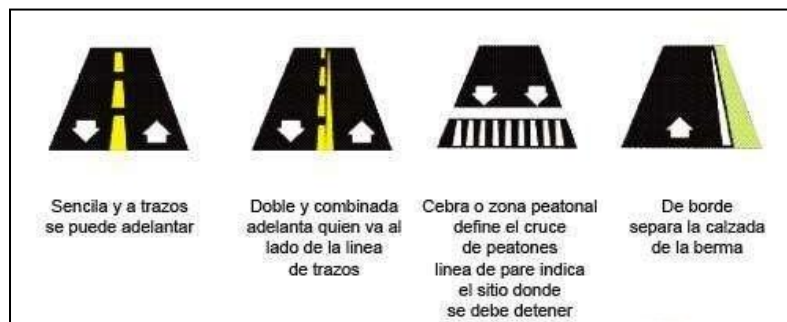 Sencila y a trazos
se puede adelantar
Doble y combinada
adelanta quien va al
lado de la linea
de trazos
Cebra o zona peatonal
define el cruce
de peatones
linea de pare indica
el sitio donde
se debe detener
De borde
separa la calzada
de la berma